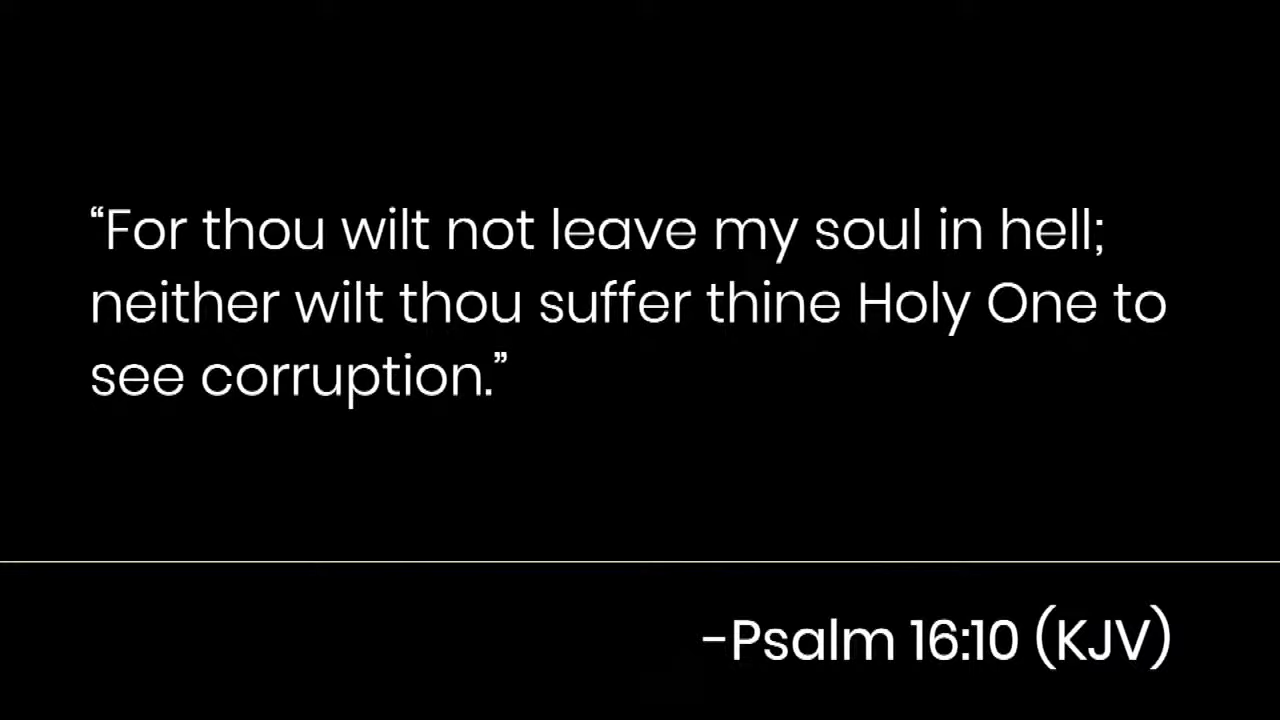 “For thou wilt not leave my soul in hell;
neither wilt thou suffer thine Holy One to
see corruption.”
-Psalm 16:10 (KJV)